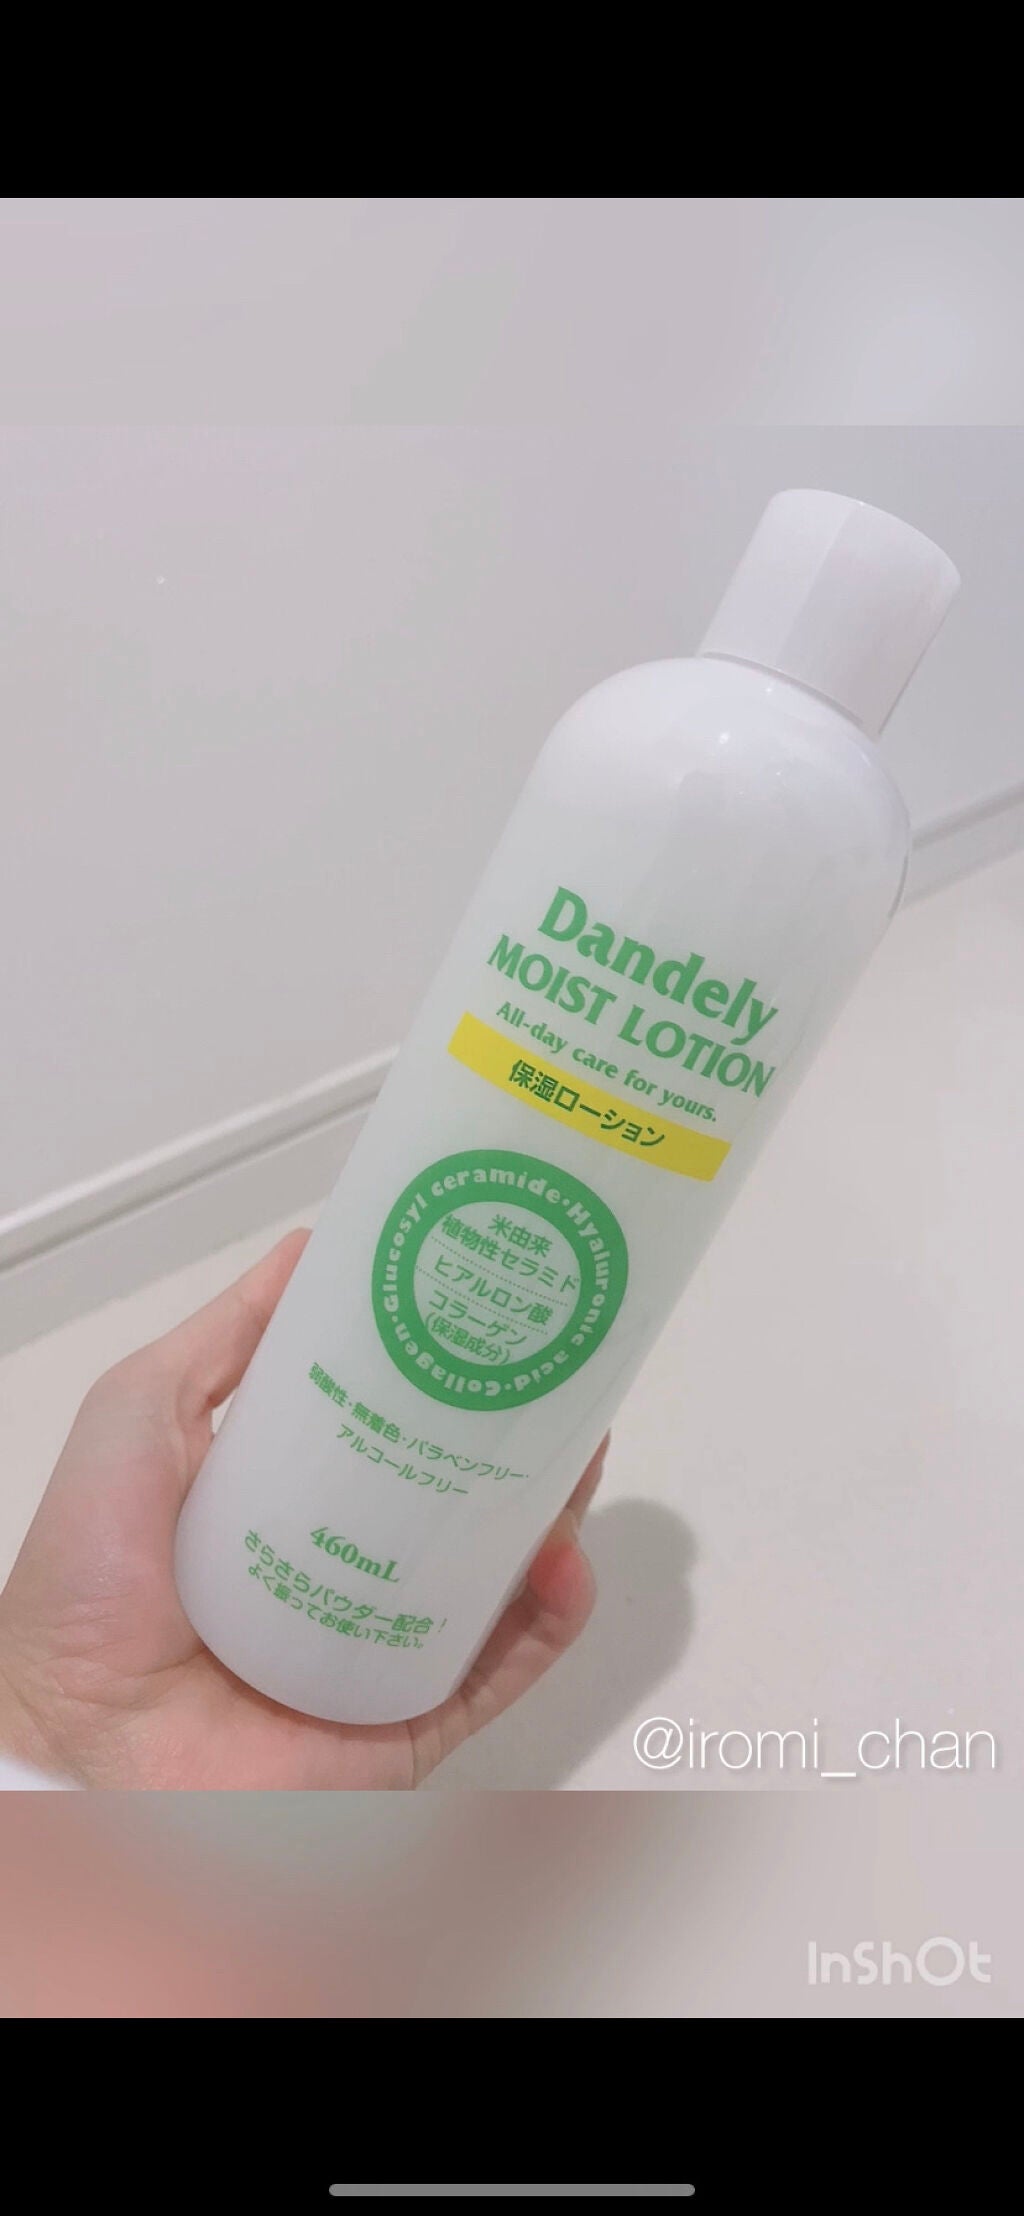 Dandely
MOIST LOTION
All-day care for yours.
保湿ローション
Glucosyl ceramide・Hyaluronic acid・Collagen・
米由来
植物性セラミド
ヒアルロン酸
コラーゲン
(保湿成分)
弱酸性・無着色・パラベンフリー・
アルコールフリー
460mL
さらさらパウダー配合!
よく振ってお使い下さい。
@iromi_chan
InShOt